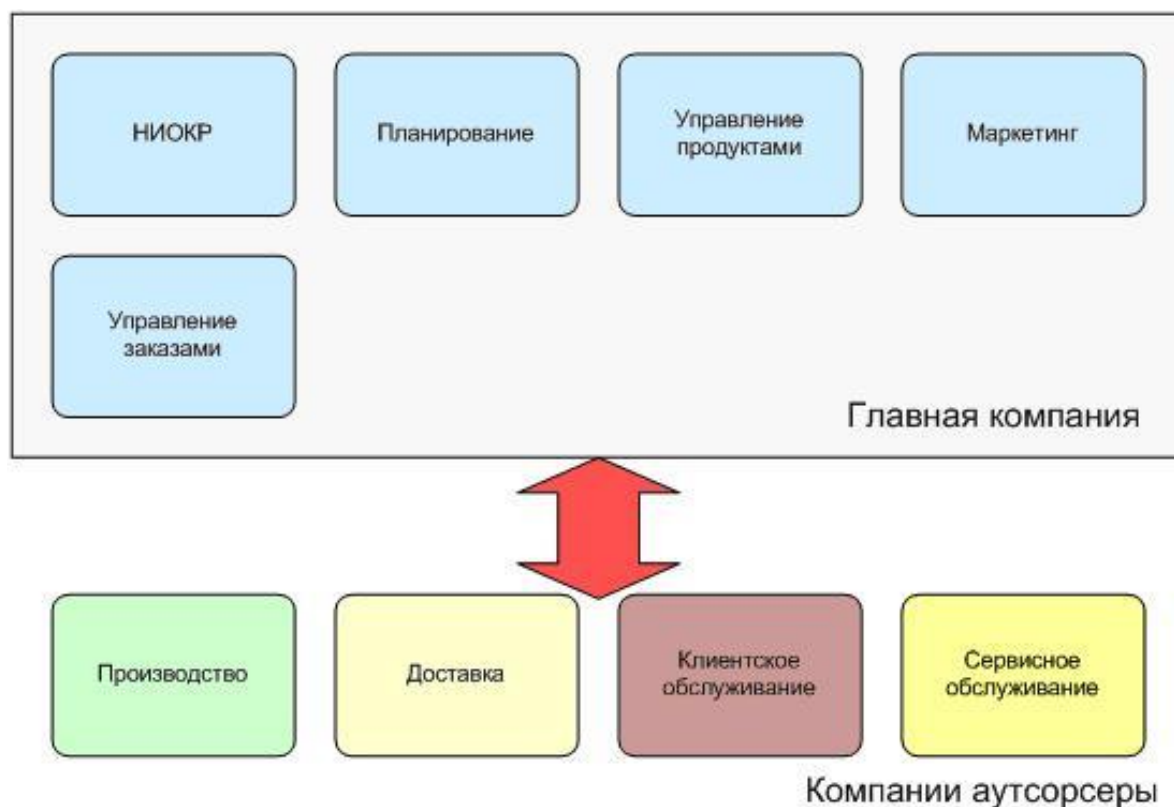 НИОКР
Планирование
Управление
продуктами
Маркетинг
Управление
заказами
Главная компания
Производство
Доставка
Клиентское
обслуживание
Сервисное
обслуживание
Компании аутсорсеры